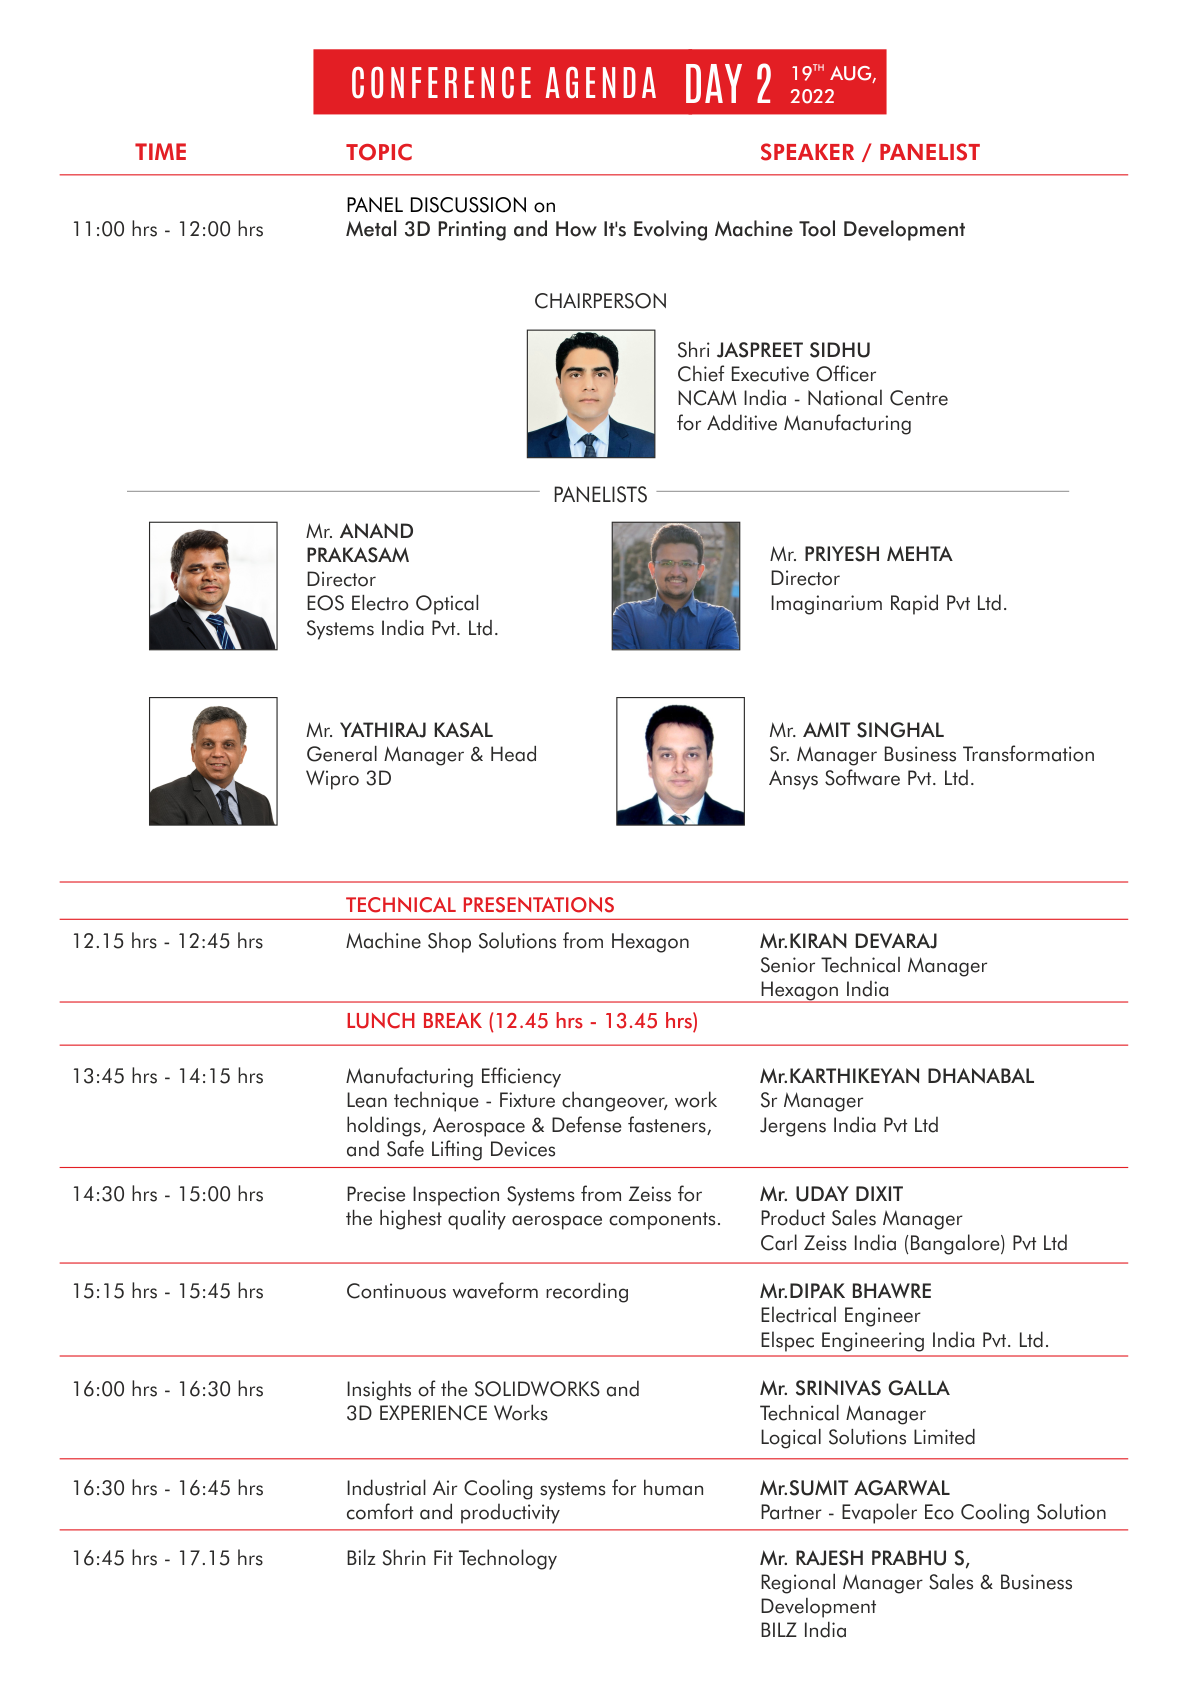 CONFERENCE AGENDA DAY 2 19TH AUG, 2022
TIME TOPIC SPEAKER / PANELIST
PANEL DISCUSSION on
11:00 hrs - 12:00 hrs Metal 3D Printing and How It's Evolving Machine Tool Development
CHAIRPERSON
Shri JASPREET SIDHU
Chief Executive Officer
NCAM India - National Centre
for Additive Manufacturing
PANELISTS
Mr. ANAND
PRAKASAM
Director
EOS Electro Optical
Systems India Pvt. Ltd.
Mr. PRIYESH MEHTA
Director
Imaginarium Rapid Pvt Ltd.
Mr. YATHIRAJ KASAL
General Manager & Head
Wipro 3D
Mr. AMIT SINGHAL
Sr. Manager Business Transformation
Ansys Software Pvt. Ltd.
TECHNICAL PRESENTATIONS
12.15 hrs - 12:45 hrs Machine Shop Solutions from Hexagon Mr.KIRAN DEVARAJ
Senior Technical Manager
Hexagon India
LUNCH BREAK (12.45 hrs - 13.45 hrs)
13:45 hrs - 14:15 hrs Manufacturing Efficiency Mr.KARTHIKEYAN DHANABAL
Lean technique - Fixture changeover, work Sr Manager
holdings, Aerospace & Defense fasteners, Jergens India Pvt Ltd
and Safe Lifting Devices
14:30 hrs - 15:00 hrs Precise Inspection Systems from Zeiss for Mr. UDAY DIXIT
the highest quality aerospace components. Product Sales Manager
Carl Zeiss India (Bangalore) Pvt Ltd
15:15 hrs - 15:45 hrs Continuous waveform recording Mr.DIPAK BHAWRE
Electrical Engineer
Elspec Engineering India Pvt. Ltd.
16:00 hrs - 16:30 hrs Insights of the SOLIDWORKS and Mr. SRINIVAS GALLA
3D EXPERIENCE Works Technical Manager
Logical Solutions Limited
16:30 hrs - 16:45 hrs Industrial Air Cooling systems for human Mr.SUMIT AGARWAL
comfort and productivity Partner - Evapoler Eco Cooling Solution
16:45 hrs - 17.15 hrs Bilz Shrin Fit Technology Mr. RAJESH PRABHU S,
Regional Manager Sales & Business
Development
BILZ India